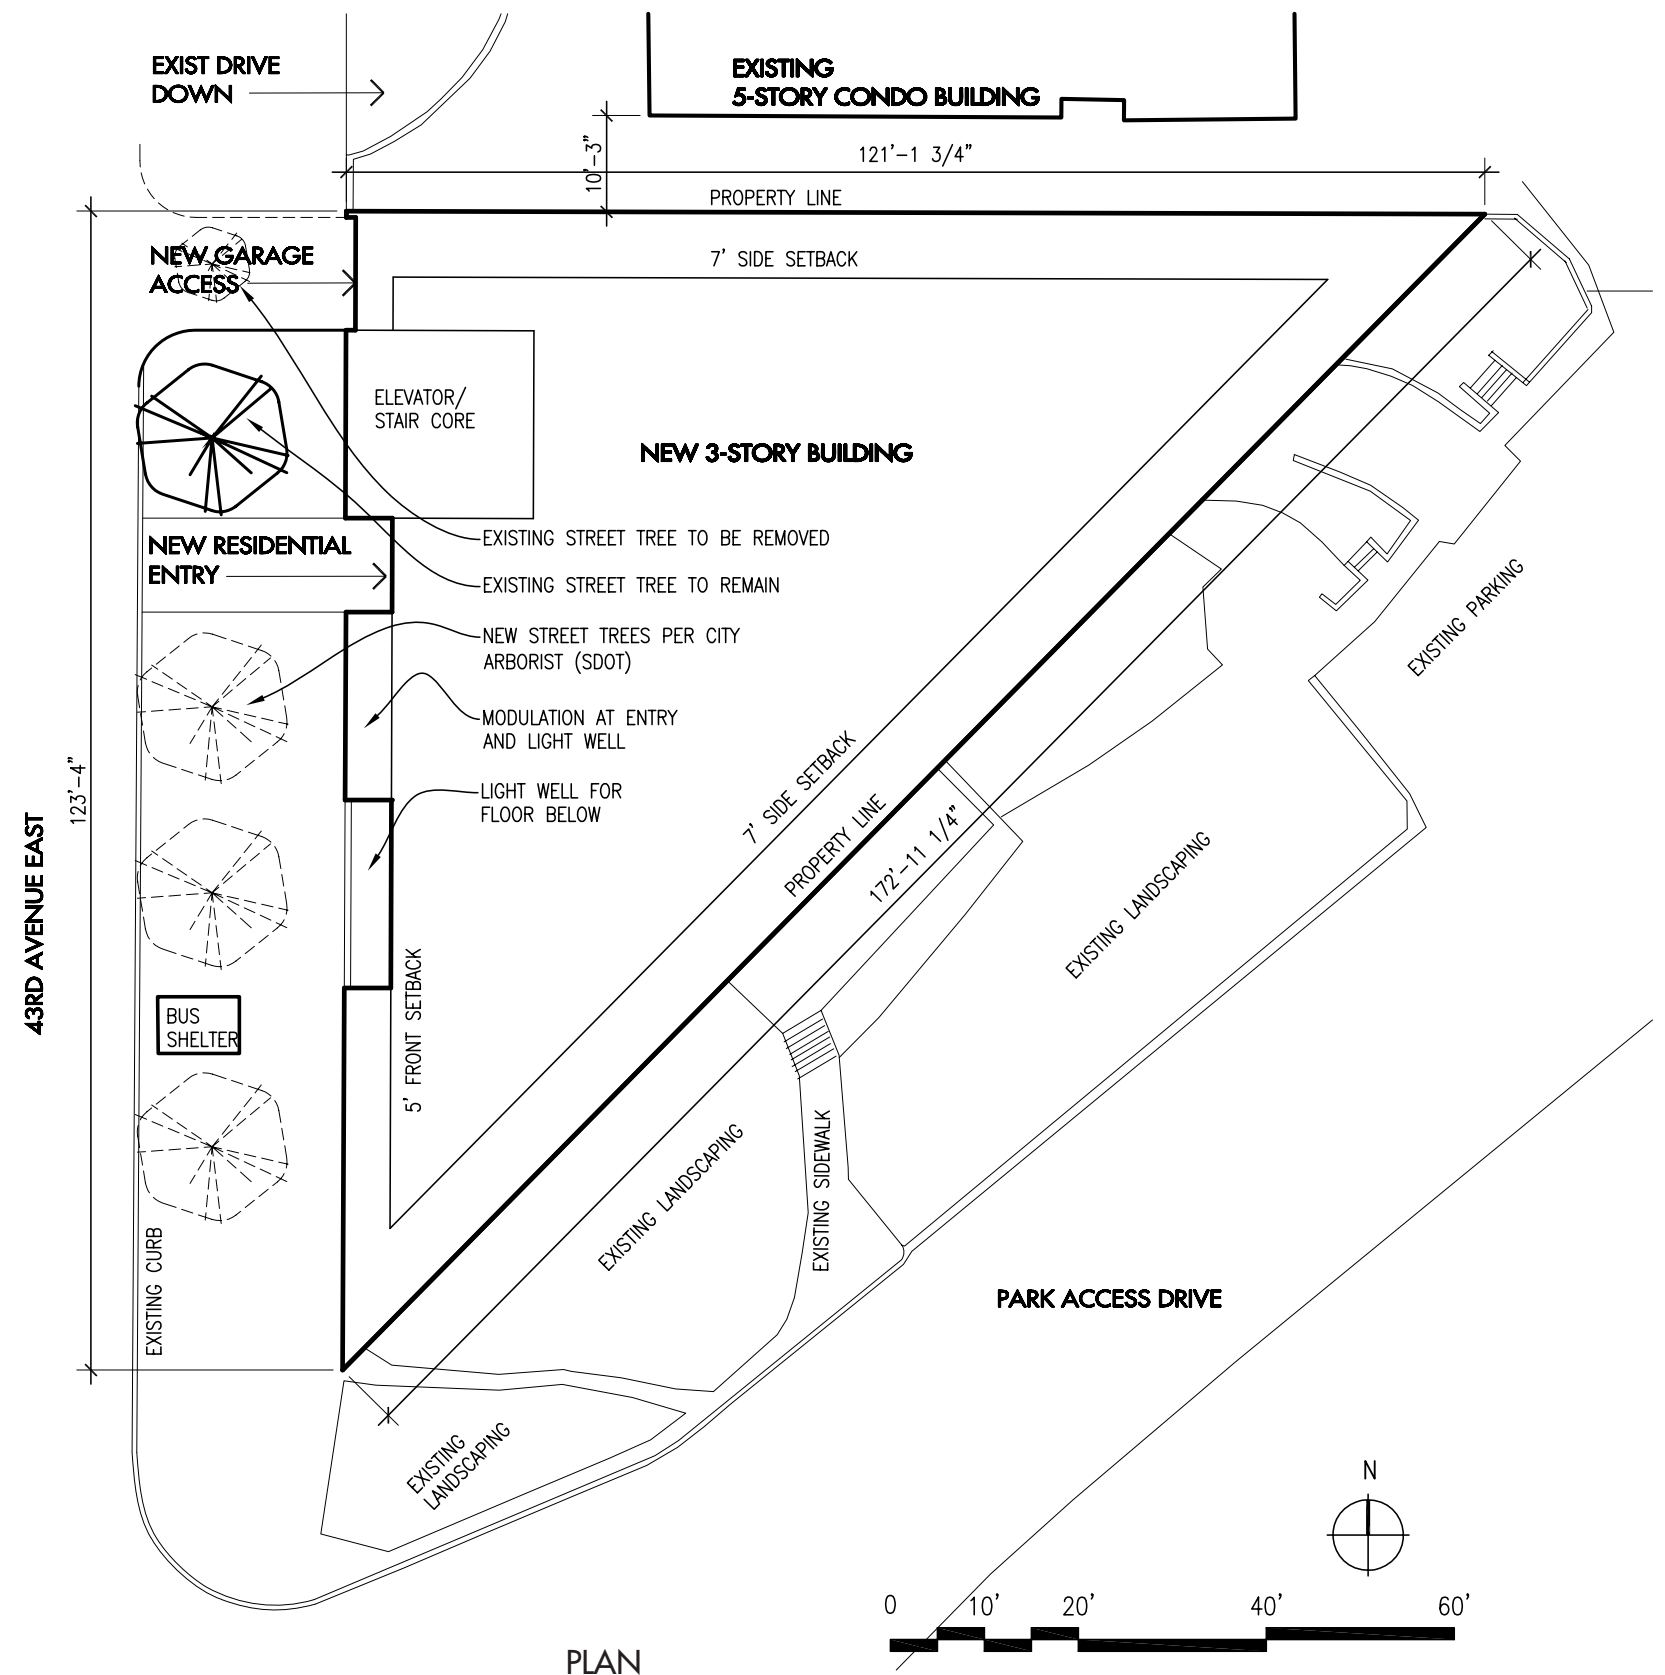 EXIST DRIVE
DOWN
EXISTING
5-STORY CONDO BUILDING
10'-3"
121'-1 3/4"
PROPERTY LINE
NEW GARAGE
ACCESS
7' SIDE SETBACK
ELEVATOR/
STAIR CORE
NEW 3-STORY BUILDING
EXISTING STREET TREE TO BE REMOVED
NEW RESIDENTIAL
ENTRY
EXISTING STREET TREE TO REMAIN
NEW STREET TREES PER CITY
ARBORIST (SDOT)
MODULATION AT ENTRY
AND LIGHT WELL
LIGHT WELL FOR
FLOOR BELOW
7' SIDE SETBACK
PROPERTY LINE
172'-11 1/4"
EXISTING PARKING
EXISTING LANDSCAPING
123'-4"
43RD AVENUE EAST
5' FRONT SETBACK
BUS
SHELTER
EXISTING LANDSCAPING
EXISTING SIDEWALK
EXISTING CURB
PARK ACCESS DRIVE
EXISTING
LANDSCAPING
N
0 10' 20' 40' 60'
PLAN